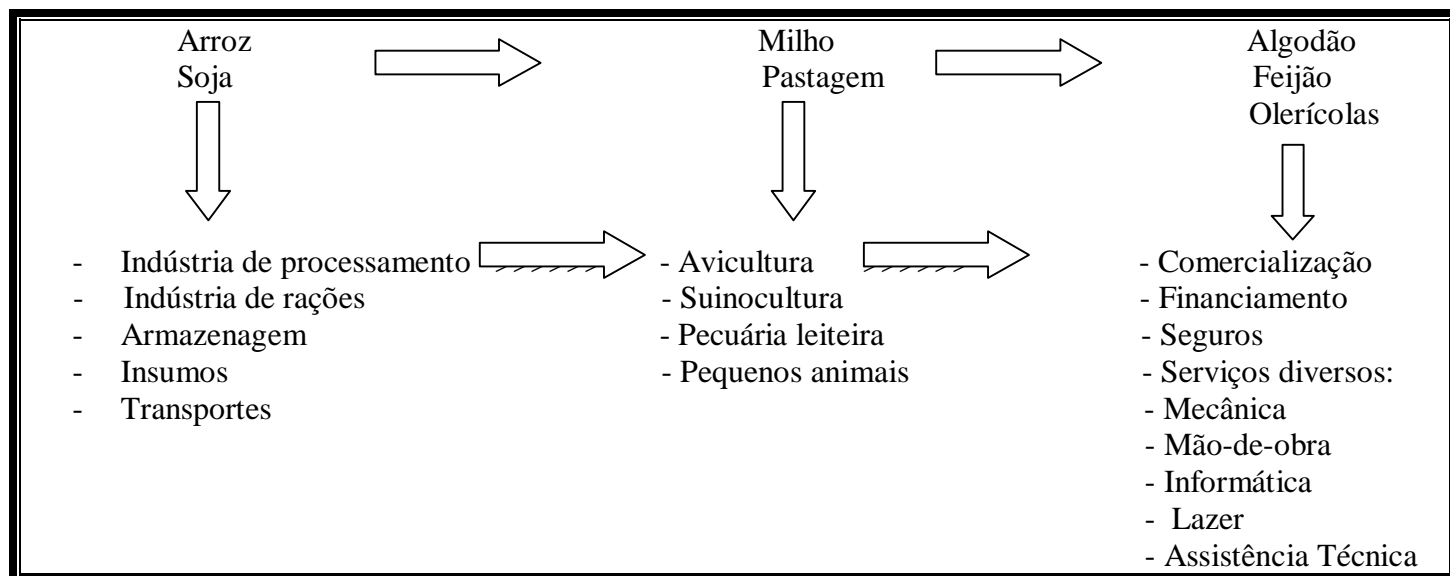 Arroz
Soja
Milho
Pastagem
Algodão
Feijão
Olerícolas
- Indústria de processamento
- Indústria de rações
- Armazenagem
- Insumos
- Transportes
- Avicultura
- Suinocultura
- Pecuária leiteira
- Pequenos animais
- Comercialização
- Financiamento
- Seguros
- Serviços diversos:
- Mecânica
- Mão-de-obra
- Informática
- Lazer
- Assistência Técnica